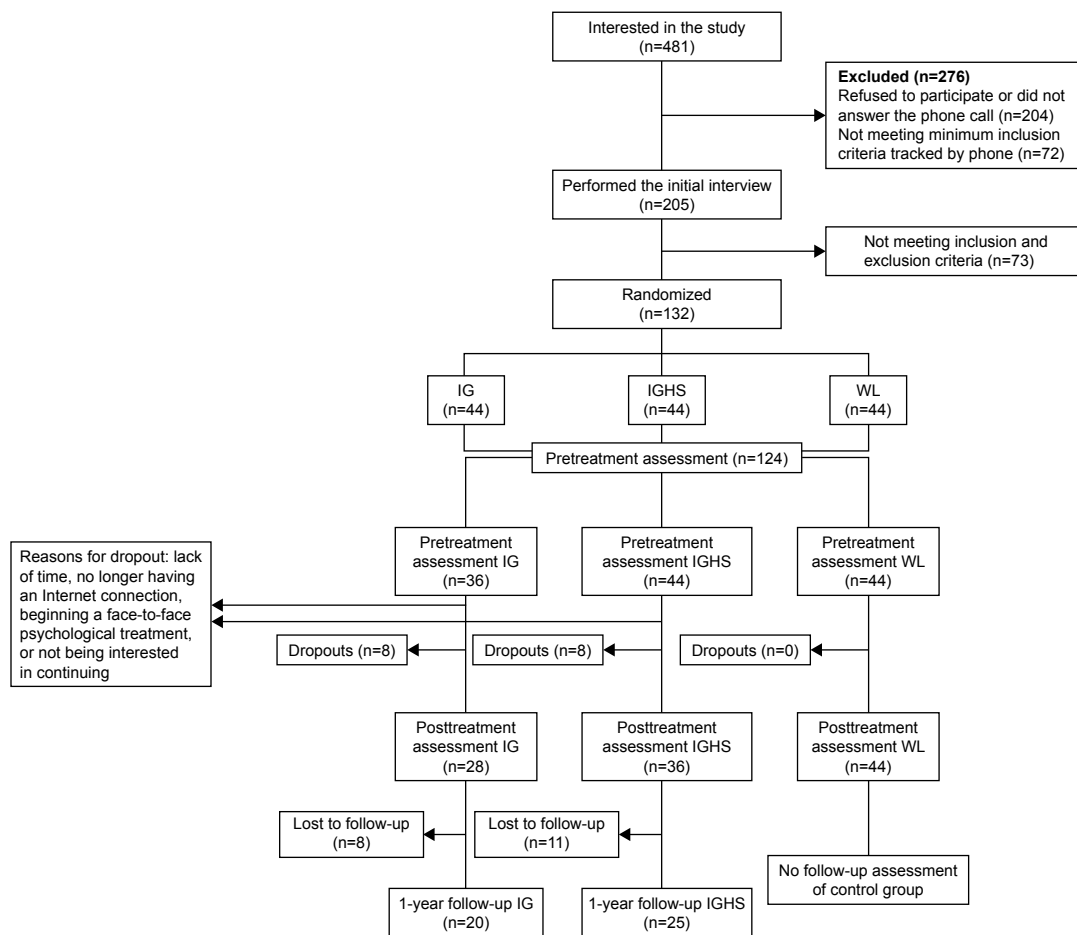 Interested in the study
(n=481)
Excluded (n=276)
Refused to participate or did not
answer the phone call (n=204)
Not meeting minimum inclusion
criteria tracked by phone (n=72)
Performed the initial interview
(n=205)
Not meeting inclusion and
exclusion criteria (n=73)
Randomized
(n=132)
IG
(n=44)
IGHS
(n=44)
WL
(n=44)
Pretreatment assessment (n=124)
Reasons for dropout: lack
of time, no longer having
an Internet connection,
beginning a face-to-face
psychological treatment,
or not being interested
in continuing
Pretreatment
assessment IG
(n=36)
Pretreatment
assessment IGHS
(n=44)
Pretreatment
assessment WL
(n=44)
Dropouts (n=8)
Dropouts (n=8)
Dropouts (n=0)
Posttreatment
assessment IG
(n=28)
Posttreatment
assessment IGHS
(n=36)
Posttreatment
assessment WL
(n=44)
Lost to follow-up
(n=8)
Lost to follow-up
(n=11)
No follow-up assessment
of control group
1-year follow-up IG
(n=20)
1-year follow-up IGHS
(n=25)